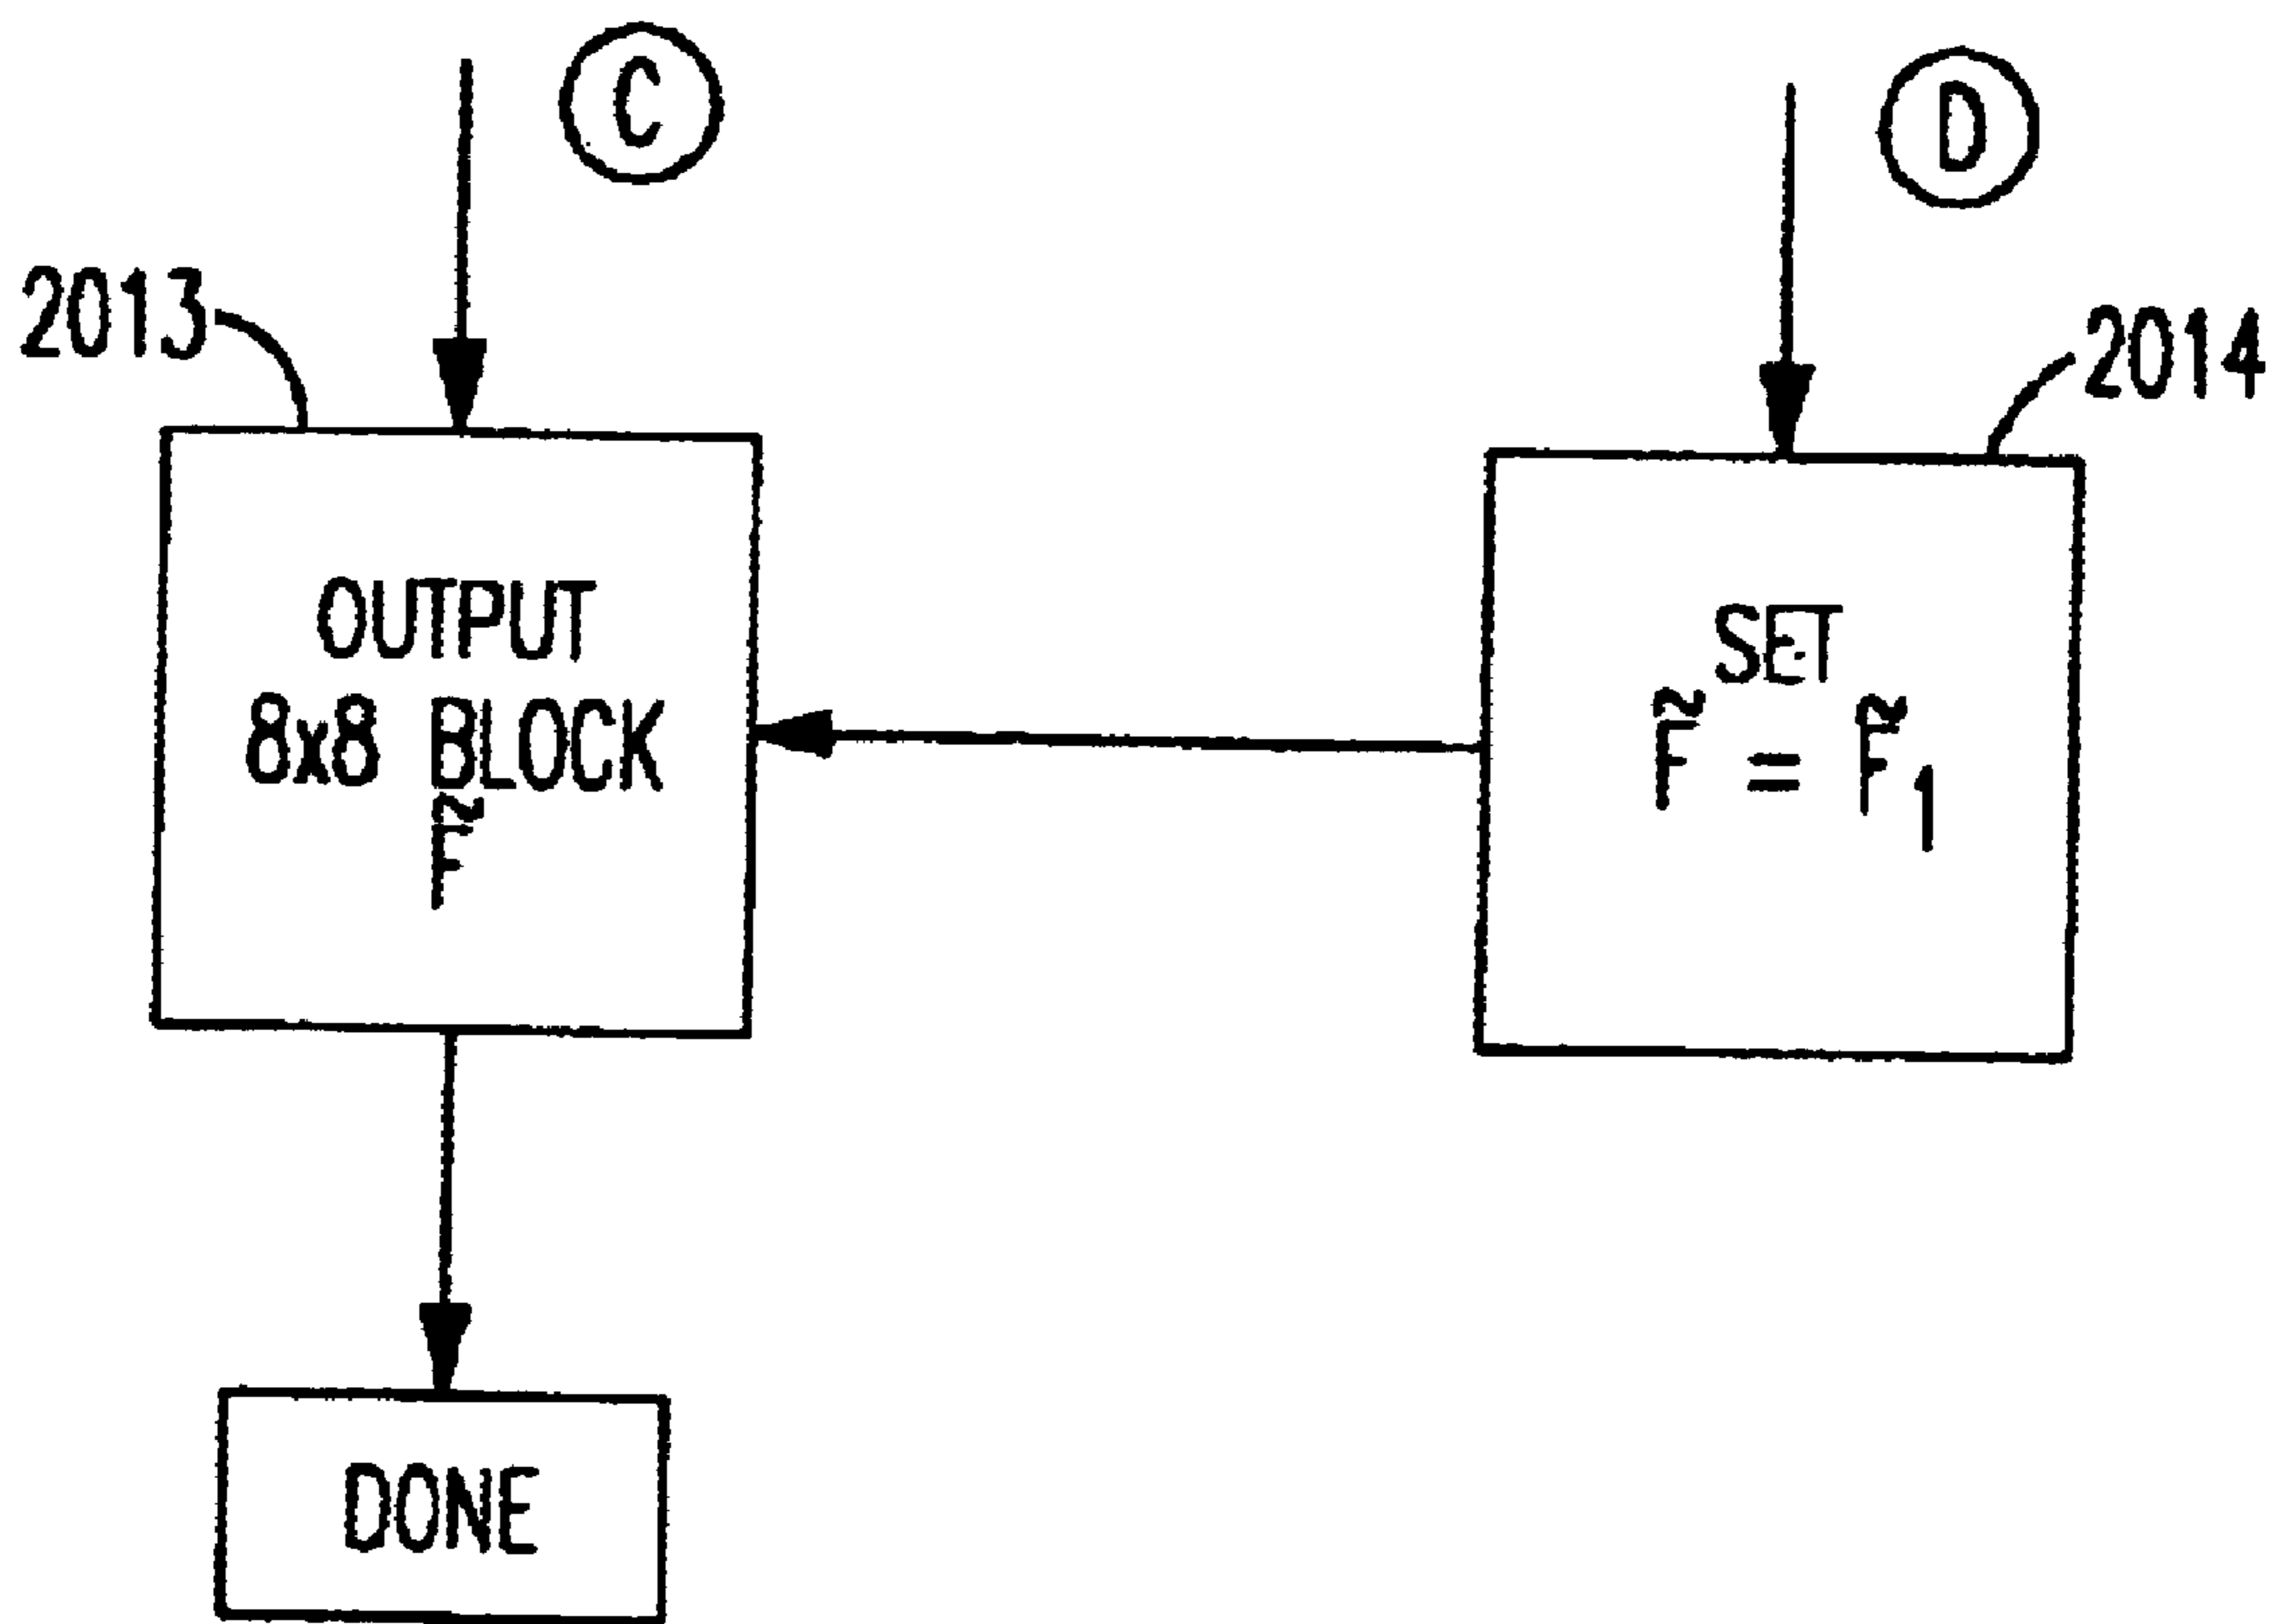 C
D
2013
2014
OUTPUT
8x8 BLOCK
F̃
SET
F̃ = F̃1
DONE